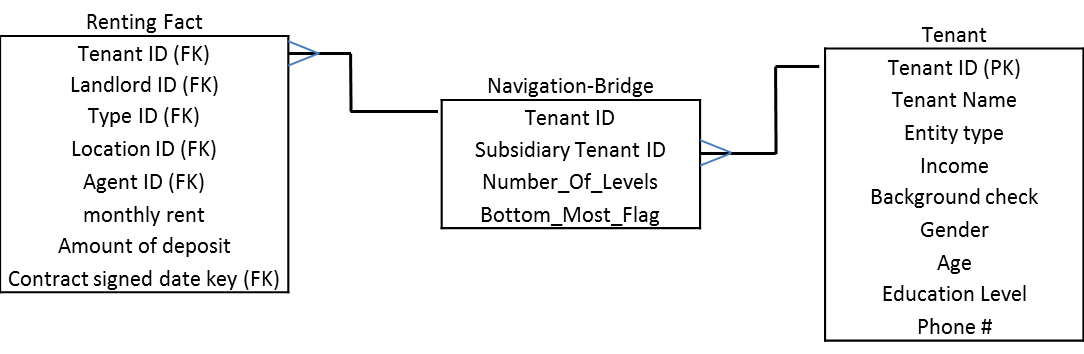 Renting Fact
Tenant ID (FK)
Landlord ID (FK)
Type ID (FK)
Location ID (FK)
Agent ID (FK)
monthly rent
Amount of deposit
Contract signed date key (FK)
Navigation-Bridge
Tenant ID
Subsidiary Tenant ID
Number_Of_Levels
Bottom_Most_Flag
Tenant
Tenant ID (PK)
Tenant Name
Entity type
Income
Background check
Gender
Age
Education Level
Phone #